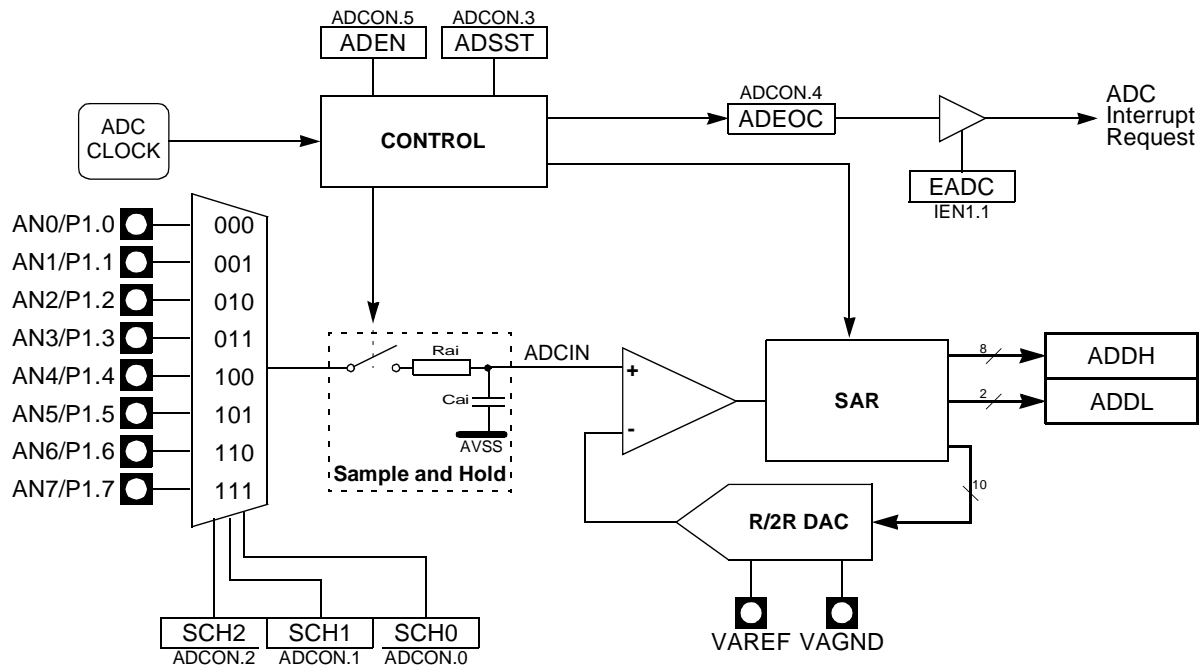 ADCON.5
ADEN
ADCON.3
ADSST
ADC
CLOCK
CONTROL
ADCON.4
ADEOC
ADC
Interrupt
Request
EADC
IEN1.1
AN0/P1.0
000
AN1/P1.1
001
AN2/P1.2
010
AN3/P1.3
011
AN4/P1.4
100
AN5/P1.5
101
AN6/P1.6
110
AN7/P1.7
111
Rai
Cai
AVSS
Sample and Hold
ADCIN
+
-
SAR
8
ADDH
2
ADDL
10
R/2R DAC
VAREF
VAGND
SCH2
ADCON.2
SCH1
ADCON.1
SCH0
ADCON.0